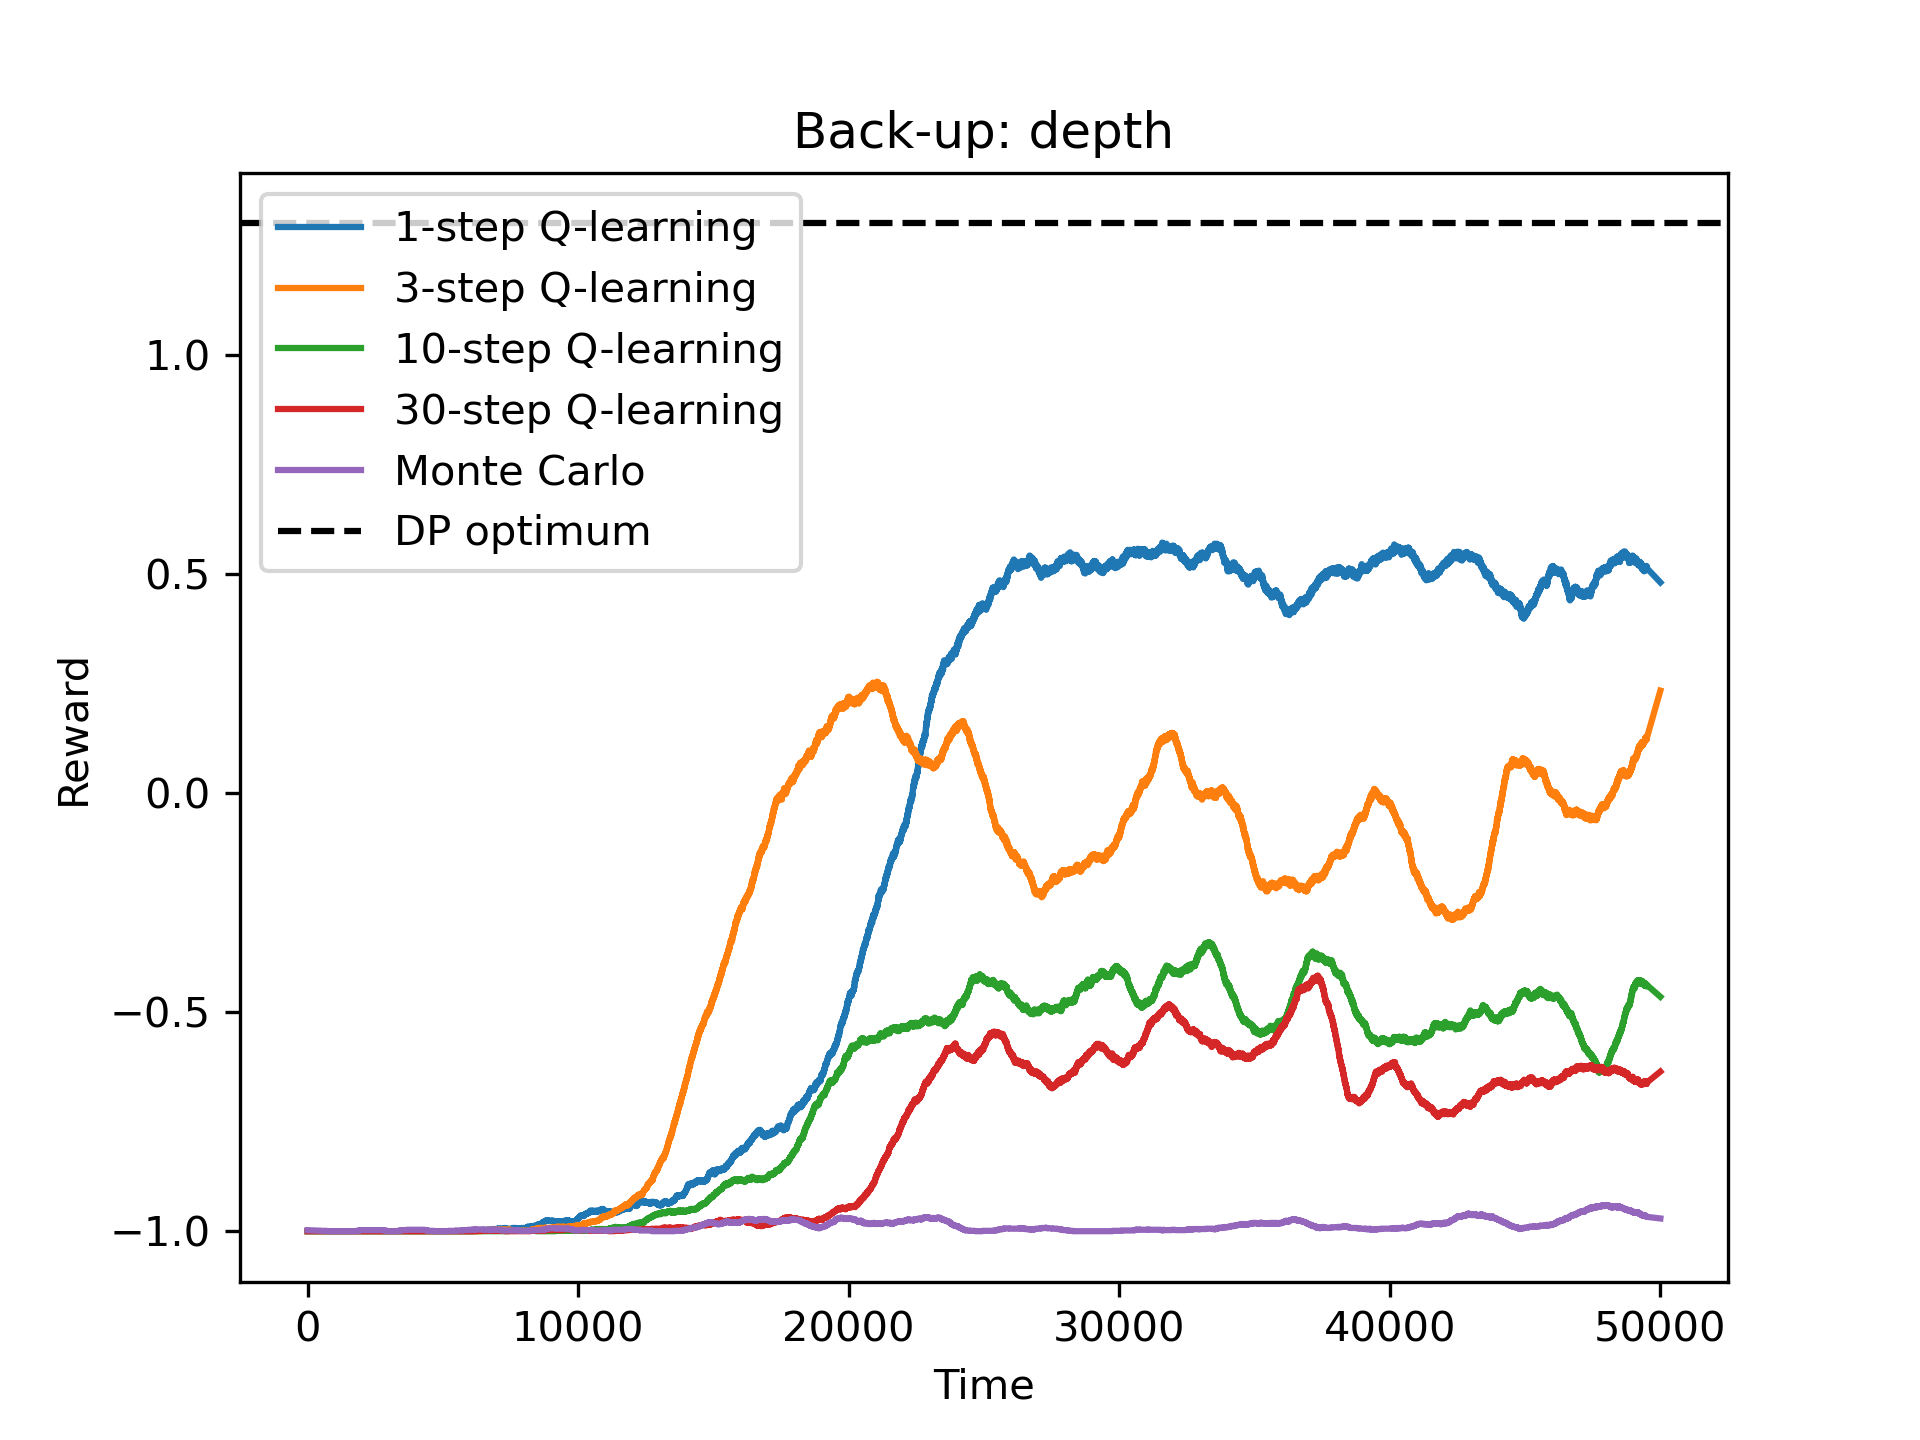 Back-up: depth
1-step Q-learning
3-step Q-learning
10-step Q-learning
30-step Q-learning
Monte Carlo
DP optimum
1.0
0.5
0.0
−0.5
−1.0
Reward
0 10000 20000 30000 40000 50000
Time